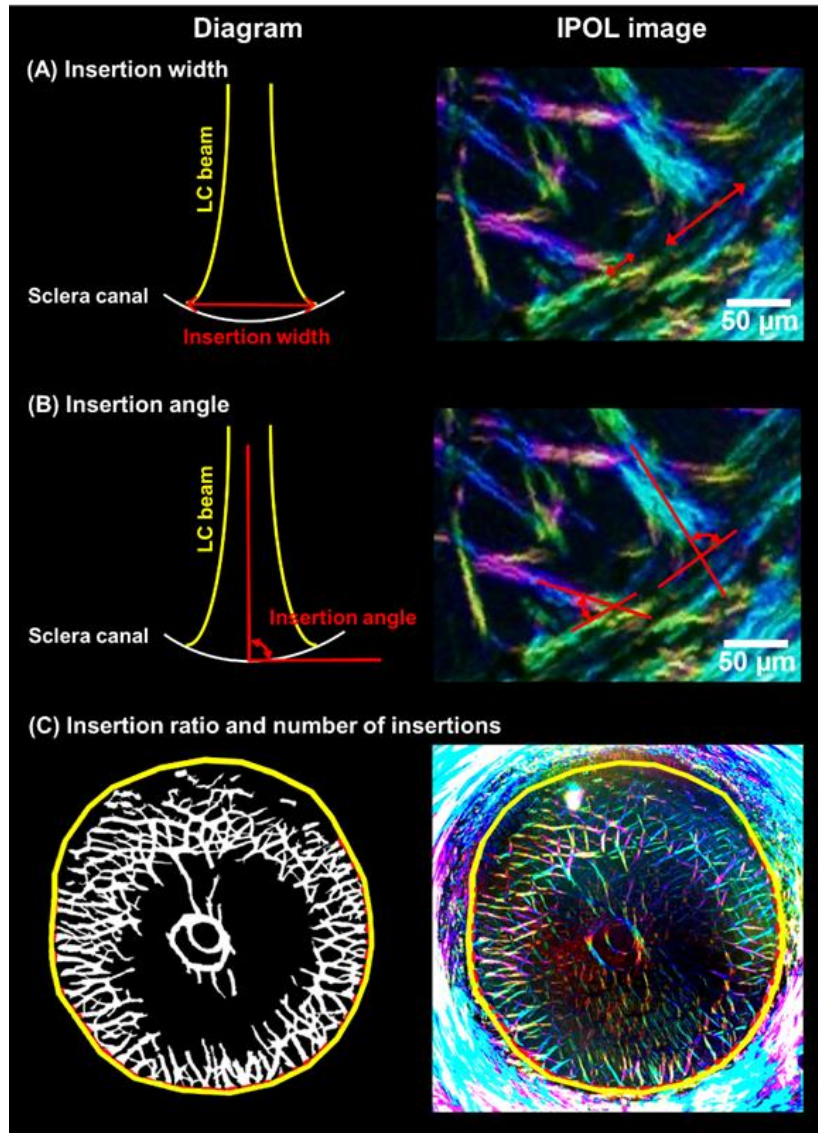 Diagram
IPOL image
(A) Insertion width
LC beam
Sclera canal
Insertion width
50 µm
(B) Insertion angle
LC beam
Insertion angle
Sclera canal
50 µm
(C) Insertion ratio and number of insertions